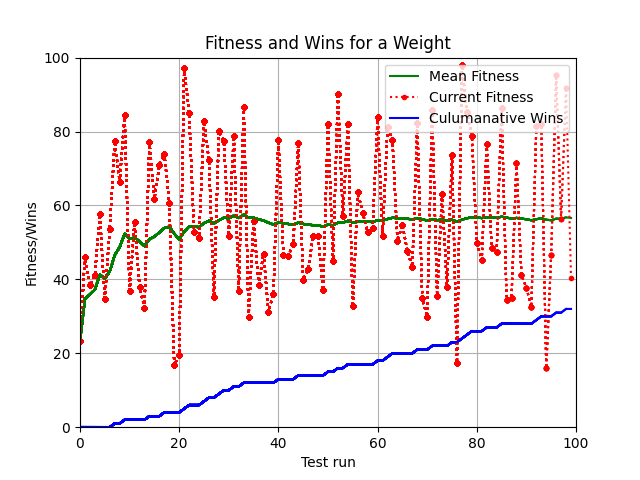 Fitness and Wins for a Weight
Mean Fitness
Current Fitness
Culumanative Wins
Fitness/Wins
100
80
60
40
20
0
0 20 40 60 80 100
Test run